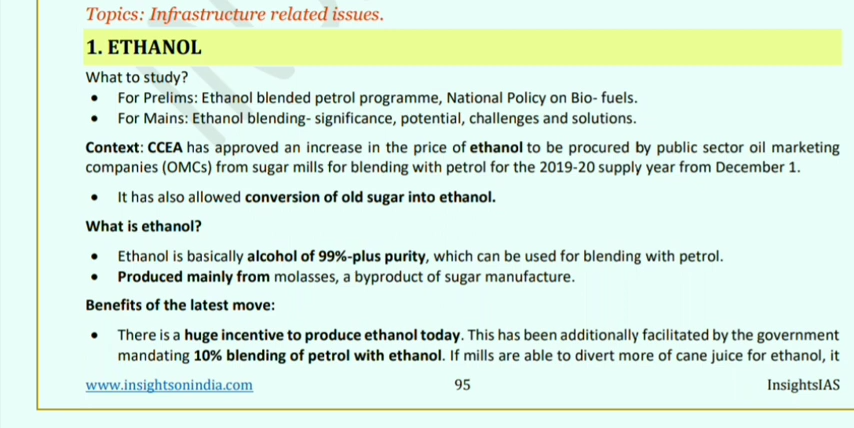 Topics: Infrastructure related issues.
1. ETHANOL
What to study?
• For Prelims: Ethanol blended petrol programme, National Policy on Bio- fuels.
• For Mains: Ethanol blending- significance, potential, challenges and solutions.
Context: CCEA has approved an increase in the price of ethanol to be procured by public sector oil marketing
companies (OMCs) from sugar mills for blending with petrol for the 2019-20 supply year from December 1.
• It has also allowed conversion of old sugar into ethanol.
What is ethanol?
• Ethanol is basically alcohol of 99%-plus purity, which can be used for blending with petrol.
• Produced mainly from molasses, a byproduct of sugar manufacture.
Benefits of the latest move:
• There is a huge incentive to produce ethanol today. This has been additionally facilitated by the government
mandating 10% blending of petrol with ethanol. If mills are able to divert more of cane juice for ethanol, it
www.insightsonindia.com 95 InsightsIAS